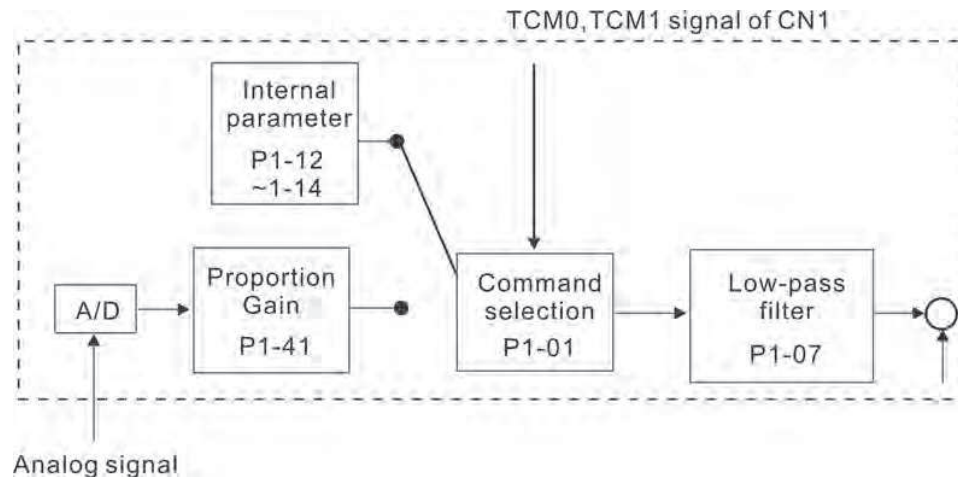 TCM0,TCM1 signal of CN1
Internal
parameter
P1-12
~1-14
A/D
Proportion
Gain
P1-41
Command
selection
P1-01
Low-pass
filter
P1-07
Analog signal